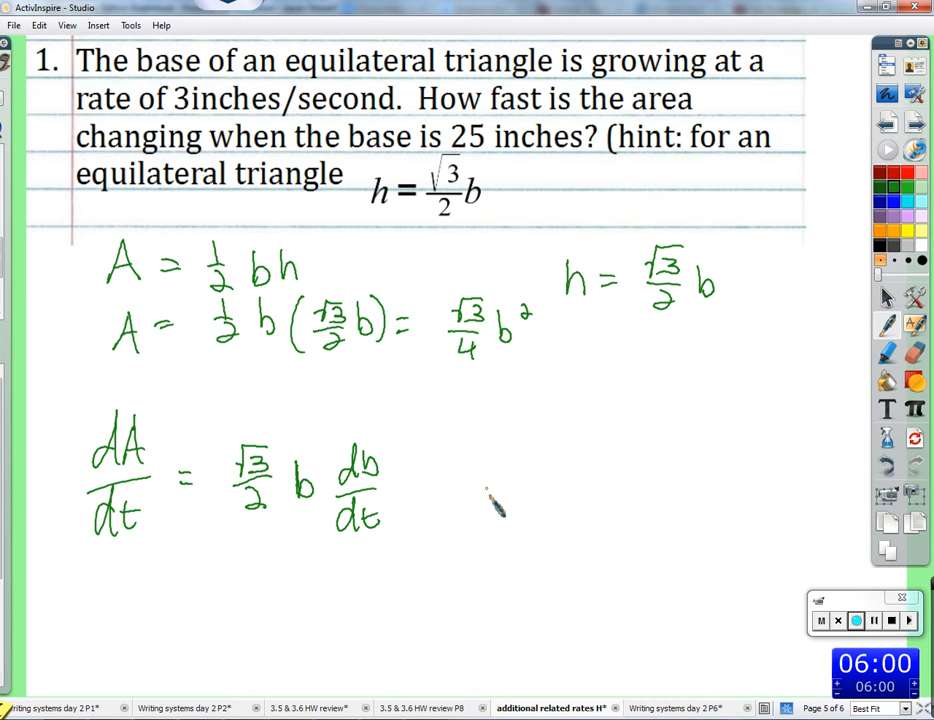 ActivInspire - Studio
File Edit View Insert Tools Help
1. The base of an equilateral triangle is growing at a
rate of 3inches/second. How fast is the area
changing when the base is 25 inches? (hint: for an
equilateral triangle h = √3/2 b
A = 1/2 bh
h = √3/2 b
A = 1/2 b (√3/2 b) = √3/4 b²
dA/dt = √3/2 b db/dt
M
06:00
06:00
riting systems day 2 P1* Writing systems day 2 P2* 3.5 & 3.6 HW review* 3.5 & 3.6 HW review P8 additional related rates H* Writing systems day 2 P6* Page 5 of 6 Best Fit